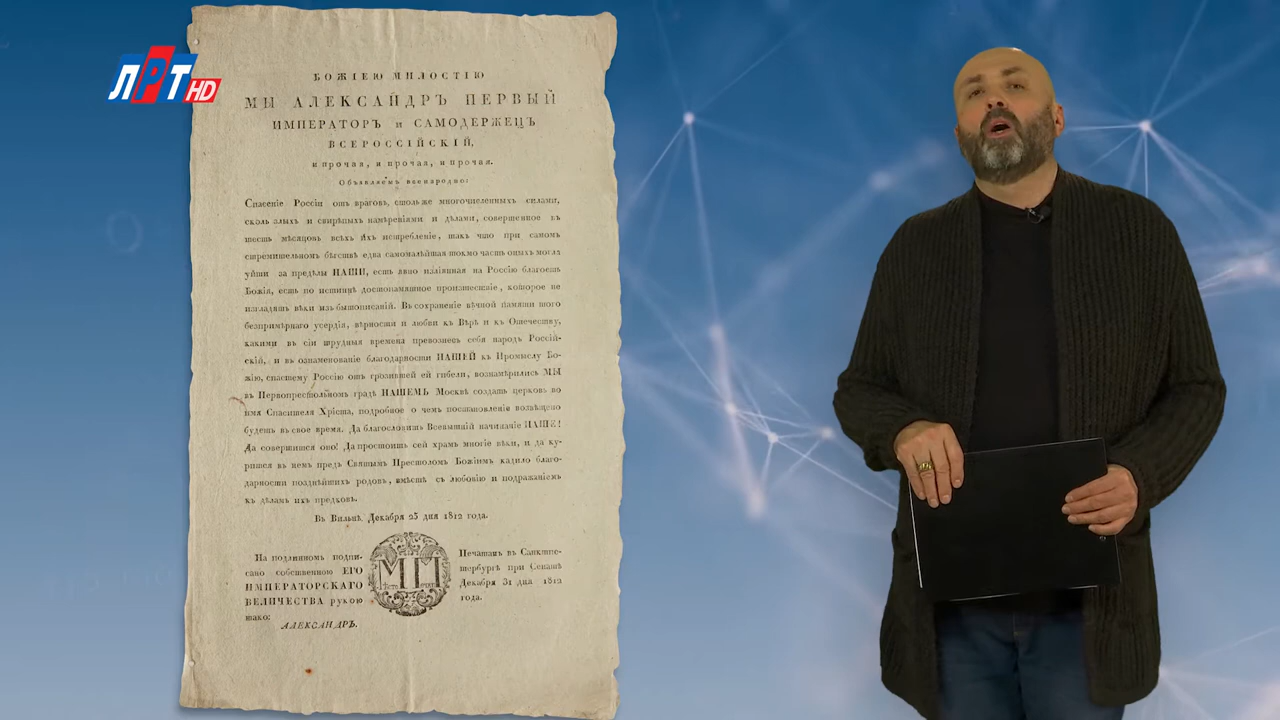 ЛРТ HD
БОЖІЕЮ МИЛОСТІЮ
МЫ АЛЕКСАНДРЪ ПЕРВЫЙ
ИМПЕРАТОРЪ и САМОДЕРЖЕЦЪ
ВСЕРОССІЙСКІЙ,
и прочая, и прочая, и прочая.
Объявляемъ всенародно:
Спасеніе Россіи отъ враговъ, столь же многочисленныхъ силами,
сколь злыхъ и свирѣпыхъ намѣреніями и дѣлами, совершенное въ
шесть мѣсяцовъ всѣхъ ихъ истребленіе, такъ что при самомъ
стремительномъ бѣгствѣ едва самомалѣйшая токмо часть оныхъ могла
уйти за предѣлы НАШИ, есть явно изліянная на Россію благость
Божія, есть по истиннѣ достопамятное произшествіе, которое не
изгладятъ вѣки изъ бытописаній. Въ сохраненіе вѣчной памяти того
безпримѣрнаго усердія, вѣрности и любви къ Вѣрѣ и къ Отечеству,
какими въ сіи трудныя времена превознесъ себя народъ Россій-
скій, и въ ознаменованіе благодарности НАШЕЙ къ Промыслу Бо-
жію, спасшему Россію отъ грозившей ей гибели, вознамѣрились МЫ
въ Первопрестольномъ градѣ НАШЕМЪ Москвѣ создать церковь во
имя Спасителя Христа, подробное о чемъ постановленіе возвѣщено
будетъ въ свое время. Да благословитъ Всевышній начинаніе НАШЕ!
Да совершится оно! Да простоитъ сей храмъ многіе вѣки, и да ку-
рится въ немъ предъ Святымъ Престоломъ Божіимъ кадило благо-
дарности позднѣйшихъ родовъ, вмѣстѣ съ любовію и подражаніемъ
къ дѣламъ ихъ предковъ.
Въ Вильнѣ. Декабря 25 дня 1812 года.
На подлинномъ подпи-
сано собственною ЕГО
ИМПЕРАТОРСКАГО
ВЕЛИЧЕСТВА рукою
тако:
АЛЕКСАНДРЪ.
МП
Мѣсто печати
Печатанъ въ Санктпе-
тербургѣ при Сенатѣ
Декабря 31 дня 1812
года.